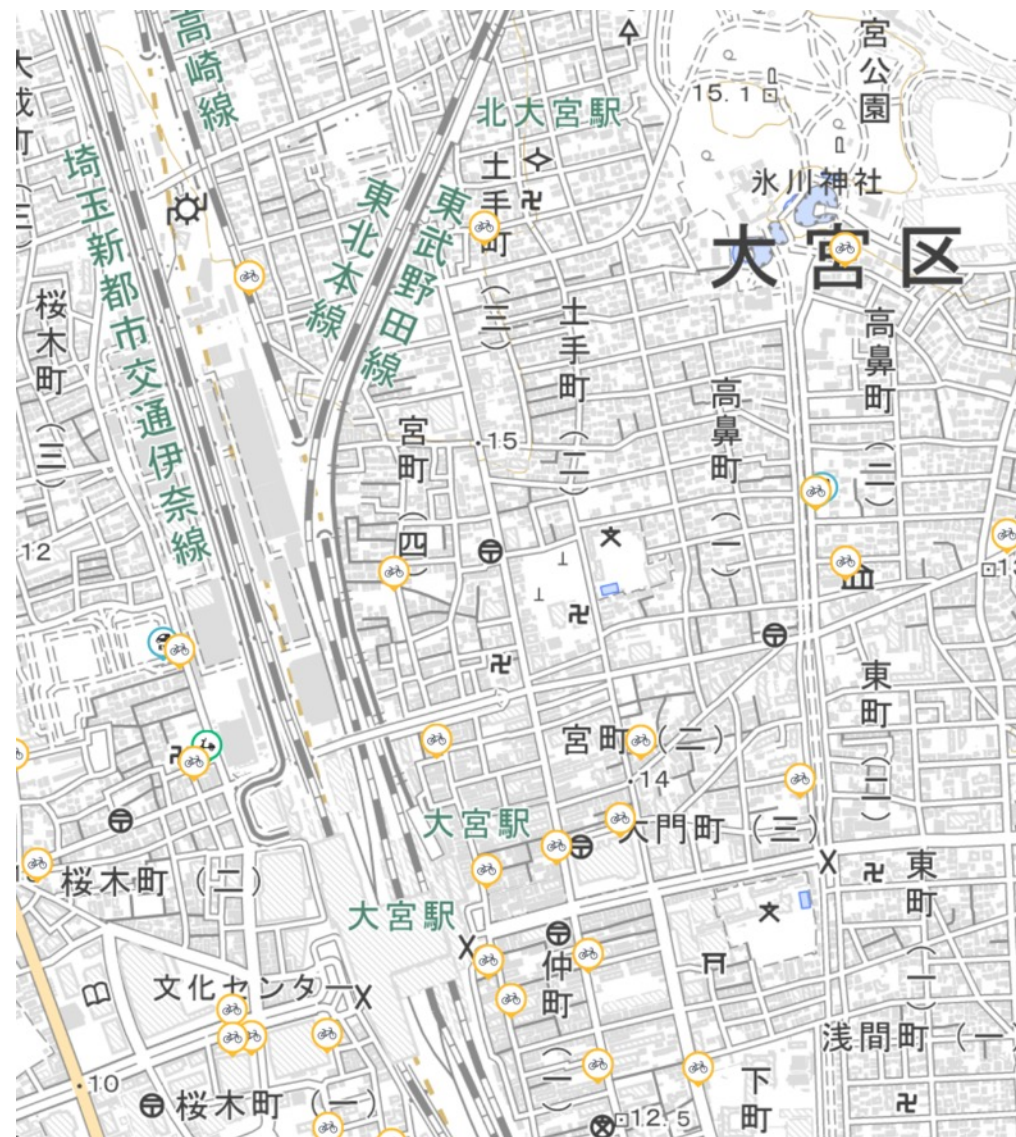 高崎線
宮公園
15.1
北大宮駅
大成町(三)
埼玉新都市交通伊奈線
東北本線
東武野田線
土手町(三)
氷川神社
大宮区
桜木町(三)
土手町(二)
高鼻町(二)
高鼻町(一)
宮町(四)
15
12
13
東町(二)
宮町(二)
14
大宮駅
大門町(三)
桜木町(二)
東町(一)
大宮駅
仲町(一)
文化センター
浅間町(一)
10
桜木町(一)
下町
12.5